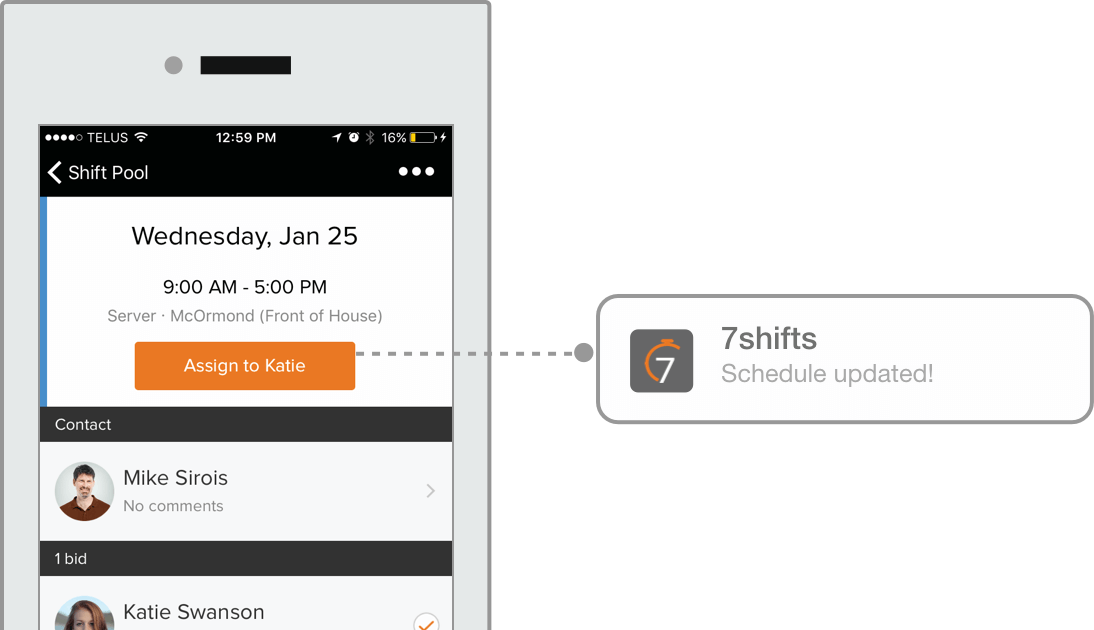 TELUS 12:59 PM 16%
Shift Pool
Wednesday, Jan 25
9:00 AM - 5:00 PM
Server · McOrmond (Front of House)
Assign to Katie
7shifts
7
Schedule updated!
Contact
Mike Sirois
No comments
1 bid
Katie Swanson